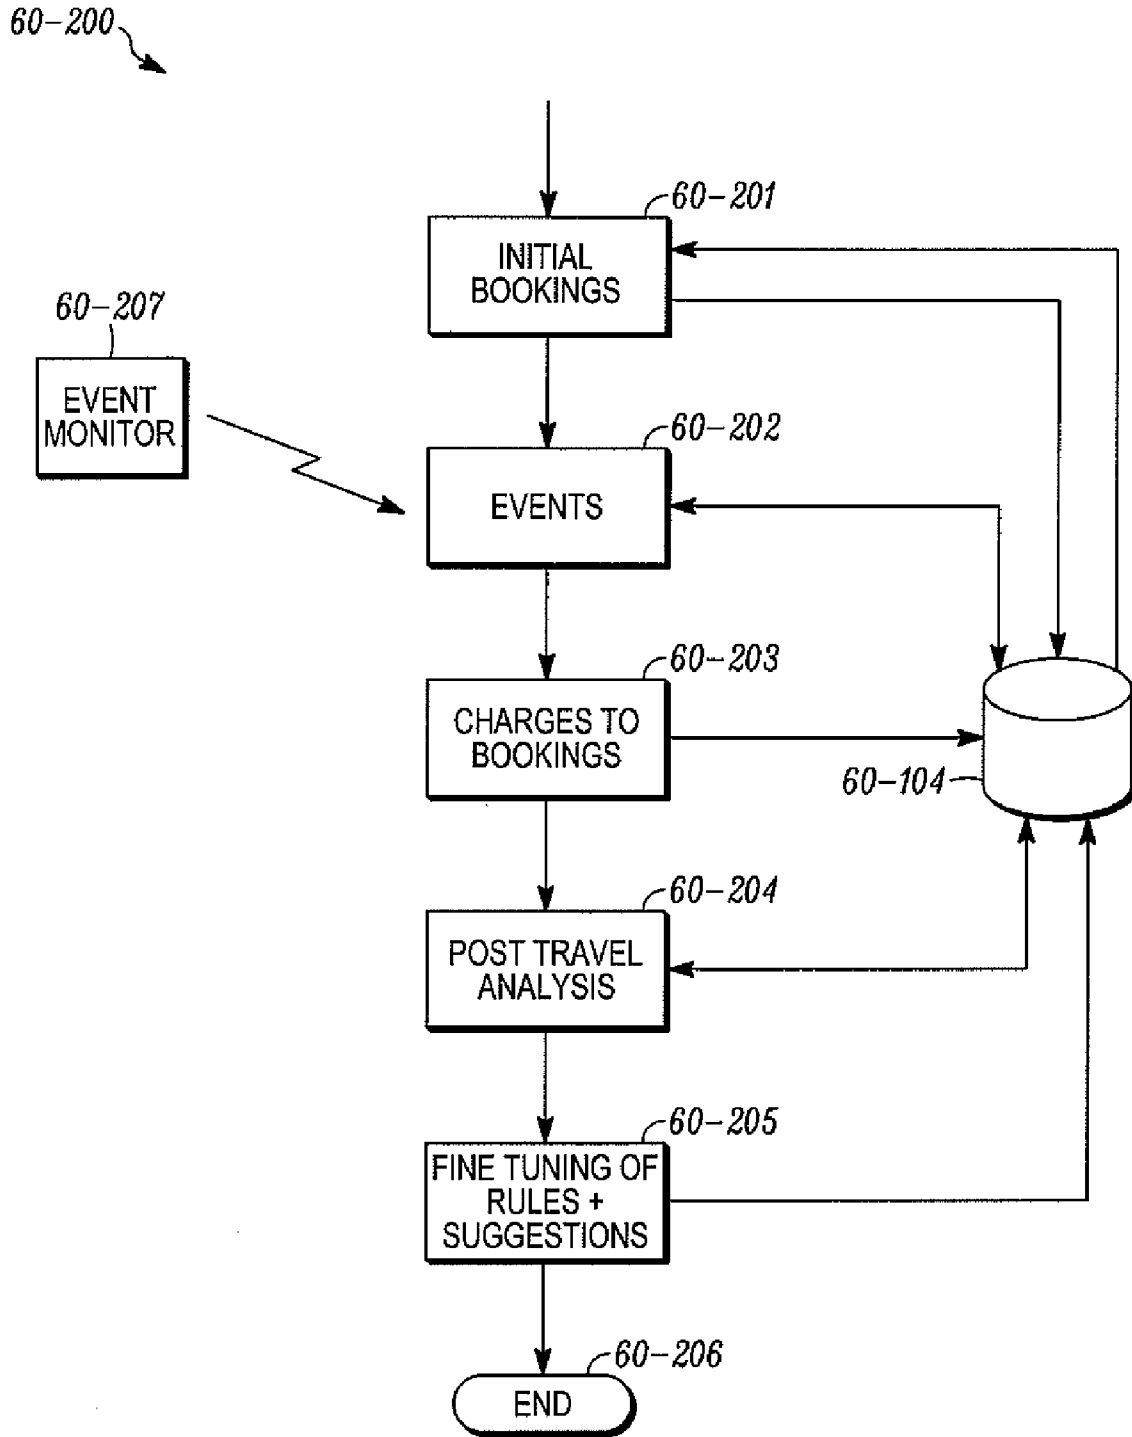 60-200
60-201
INITIAL
BOOKINGS
60-207
EVENT
MONITOR
60-202
EVENTS
60-203
CHARGES TO
BOOKINGS
60-104
60-204
POST TRAVEL
ANALYSIS
60-205
FINE TUNING OF
RULES +
SUGGESTIONS
60-206
END